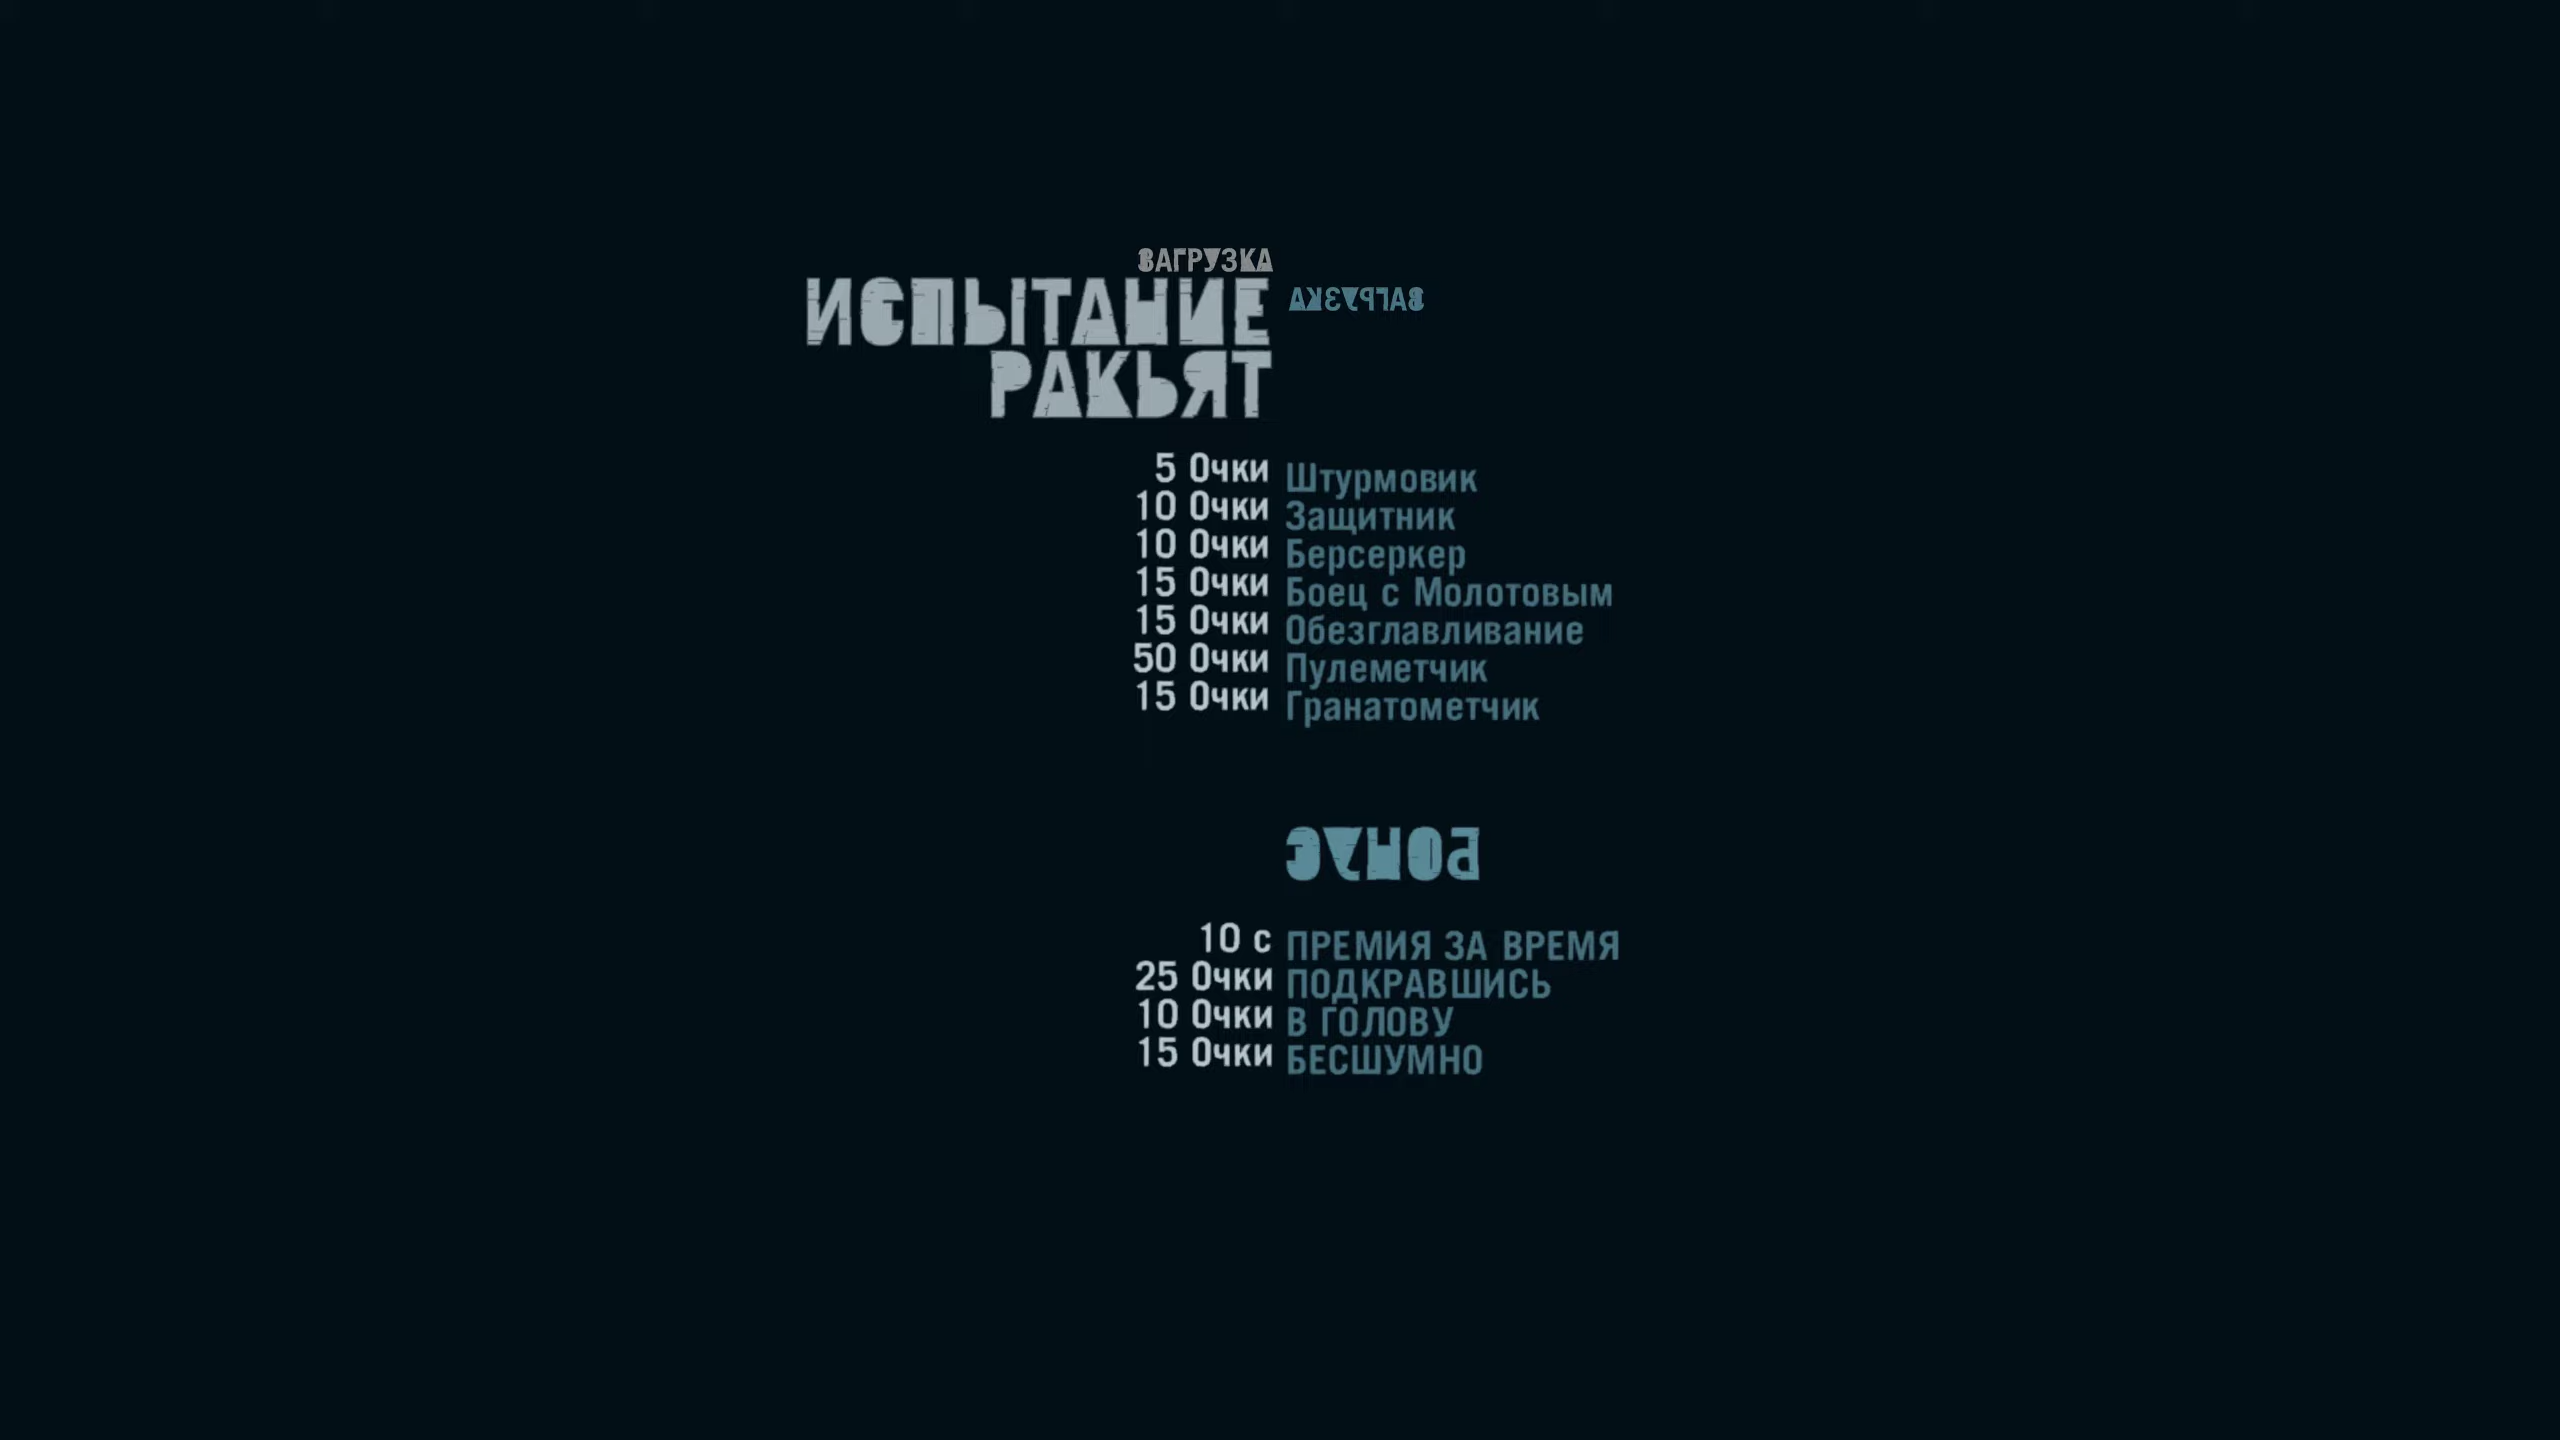 ЗАГРУЗКА
ИСПЫТАНИЕ
РАКЬЯТ
ЗАГРУЗКА
5 Очки Штурмовик
10 Очки Защитник
10 Очки Берсеркер
15 Очки Боец с Молотовым
15 Очки Обезглавливание
50 Очки Пулеметчик
15 Очки Гранатометчик
БОНУС
10 с ПРЕМИЯ ЗА ВРЕМЯ
25 Очки ПОДКРАВШИСЬ
10 Очки В ГОЛОВУ
15 Очки БЕСШУМНО